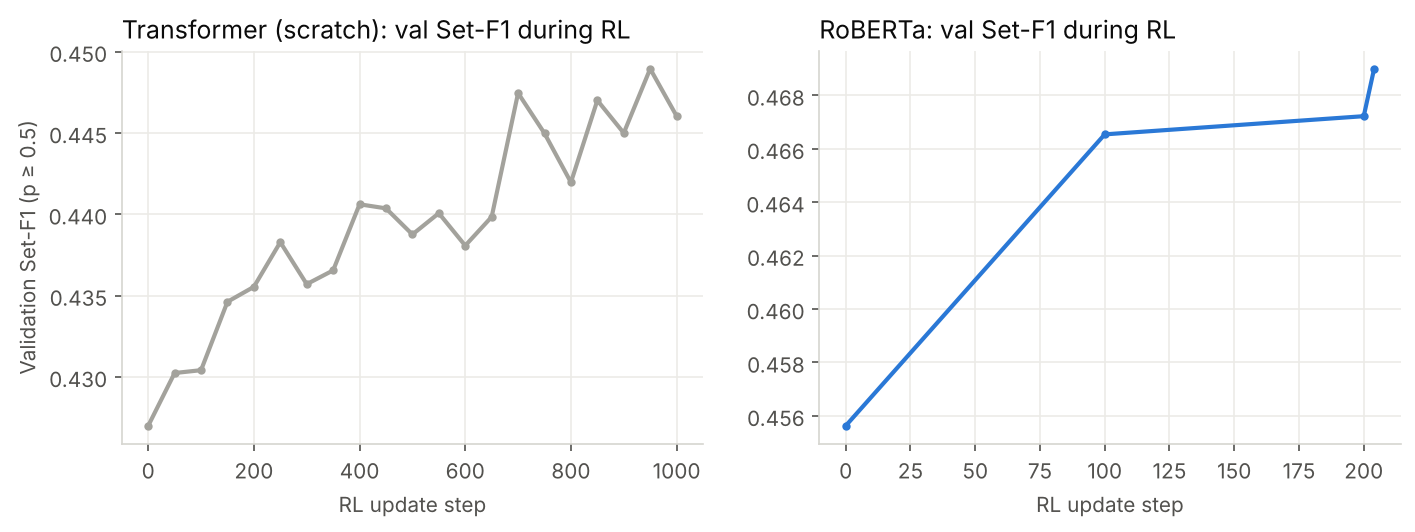 Transformer (scratch): val Set-F1 during RL
Validation Set-F1 (p ≥ 0.5)
0.450
0.445
0.440
0.435
0.430
0 200 400 600 800 1000
RL update step
RoBERTa: val Set-F1 during RL
0.468
0.466
0.464
0.462
0.460
0.458
0.456
0 25 50 75 100 125 150 175 200
RL update step